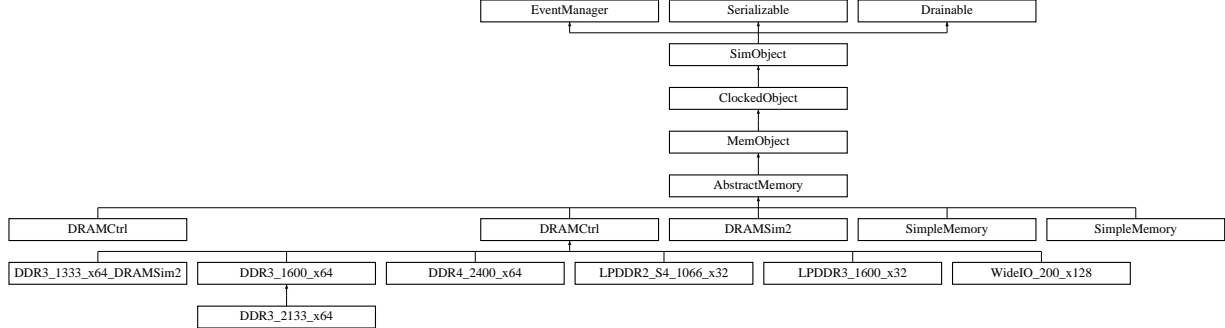 EventManager Serializable Drainable
SimObject
ClockedObject
MemObject
AbstractMemory
DRAMCtrl DRAMCtrl DRAMSim2 SimpleMemory SimpleMemory
DDR3_1333_x64_DRAMSim2 DDR3_1600_x64 DDR4_2400_x64 LPDDR2_S4_1066_x32 LPDDR3_1600_x32 WideIO_200_x128
DDR3_2133_x64